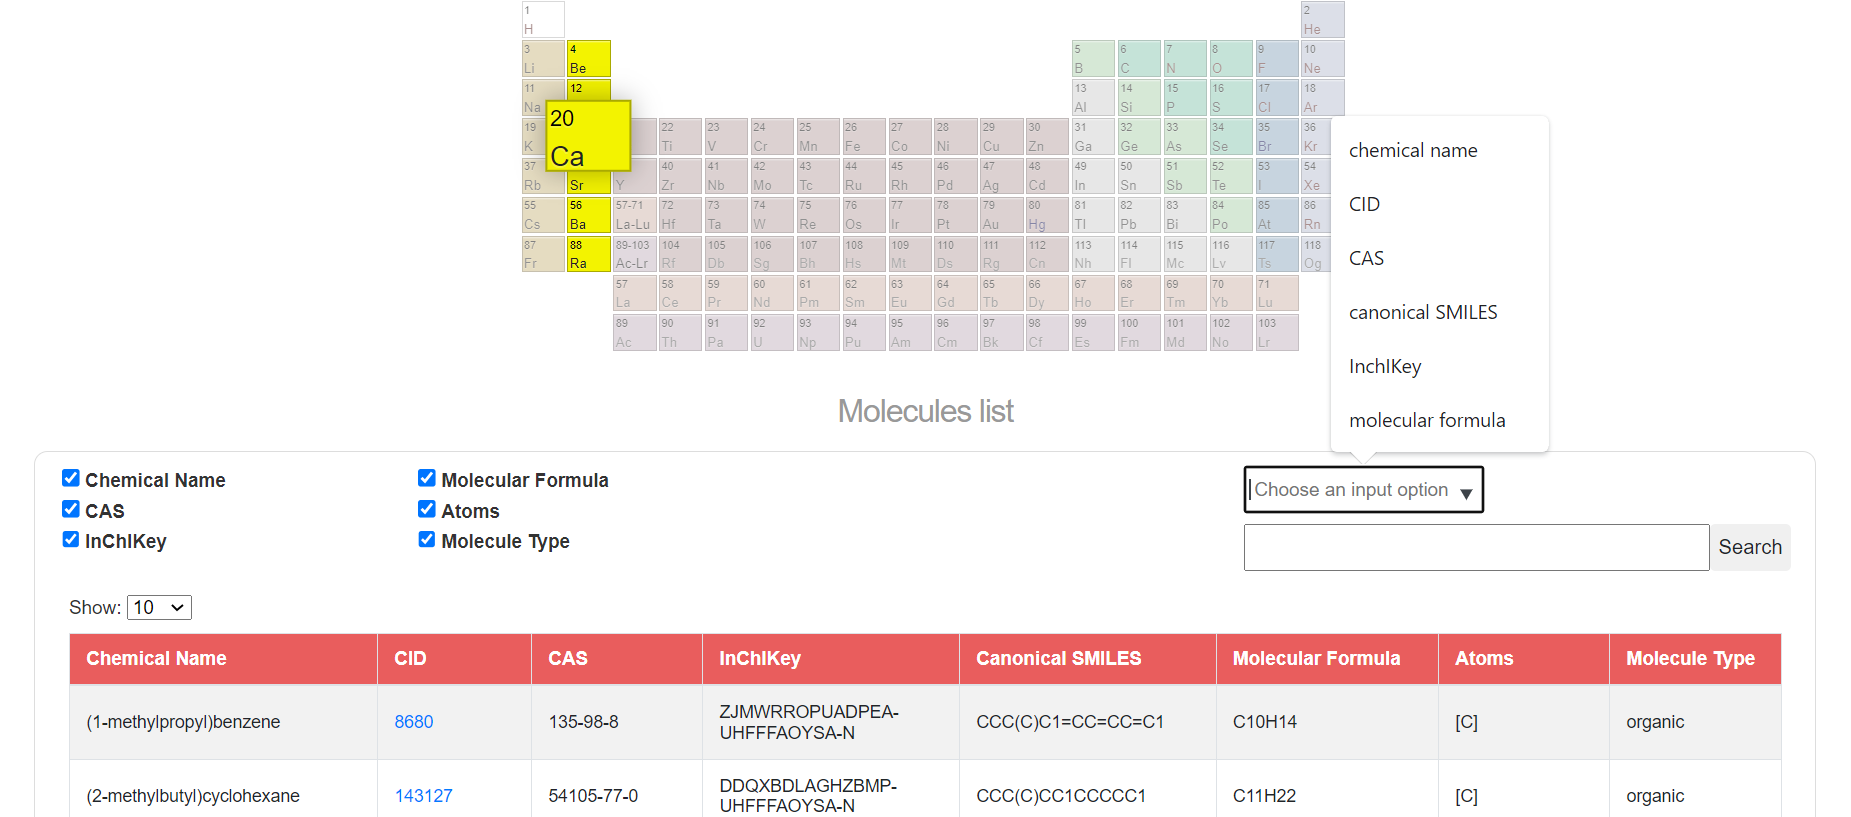 1 2
H He
3 4 5 6 7 8 9 10
Li Be B C N O F Ne
11 12 13 14 15 16 17 18
Na Al Si P S Cl Ar
19 20 22 23 24 25 26 27 28 29 30 31 32 33 34 35 36
K Ca Ti V Cr Mn Fe Co Ni Cu Zn Ga Ge As Se Br Kr
37 40 41 42 43 44 45 46 47 48 49 50 51 52 53 54
Rb Sr Y Zr Nb Mo Tc Ru Rh Pd Ag Cd In Sn Sb Te I Xe
55 56 57-71 72 73 74 75 76 77 78 79 80 81 82 83 84 85 86
Cs Ba La-Lu Hf Ta W Re Os Ir Pt Au Hg Tl Pb Bi Po At Rn
87 88 89-103 104 105 106 107 108 109 110 111 112 113 114 115 116 117 118
Fr Ra Ac-Lr Rf Db Sg Bh Hs Mt Ds Rg Cn Nh Fl Mc Lv Ts Og
57 58 59 60 61 62 63 64 65 66 67 68 69 70 71
La Ce Pr Nd Pm Sm Eu Gd Tb Dy Ho Er Tm Yb Lu
89 90 91 92 93 94 95 96 97 98 99 100 101 102 103
Ac Th Pa U Np Pu Am Cm Bk Cf Es Fm Md No Lr
chemical name
CID
CAS
canonical SMILES
InchIKey
molecular formula
Molecules list
Chemical Name Molecular Formula
CAS Atoms
InChIKey Molecule Type
Choose an input option
Search
Show: 10
Chemical Name CID CAS InChIKey Canonical SMILES Molecular Formula Atoms Molecule Type
(1-methylpropyl)benzene 8680 135-98-8 ZJMWRROPUADPEA-
UHFFFAOYSA-N CCC(C)C1=CC=CC=C1 C10H14 [C] organic
(2-methylbutyl)cyclohexane 143127 54105-77-0 DDQXBDLAGHZBMP-
UHFFFAOYSA-N CCC(C)CC1CCCCC1 C11H22 [C] organic